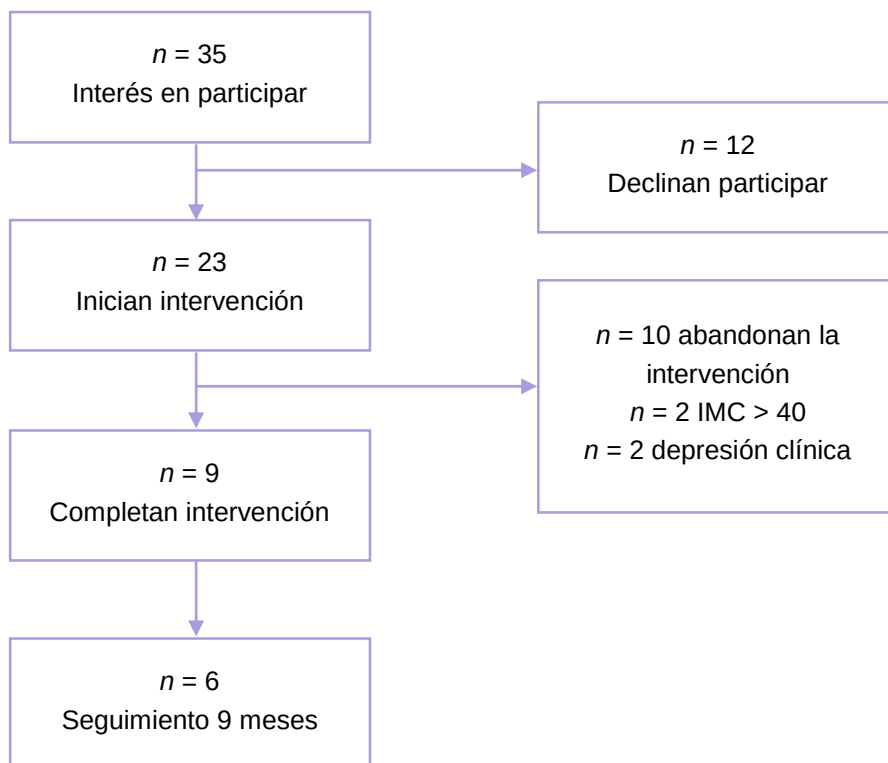 n = 35
Interés en participar
n = 12
Declinan participar
n = 23
Inician intervención
n = 10 abandonan la
intervención
n = 2 IMC > 40
n = 2 depresión clínica
n = 9
Completan intervención
n = 6
Seguimiento 9 meses